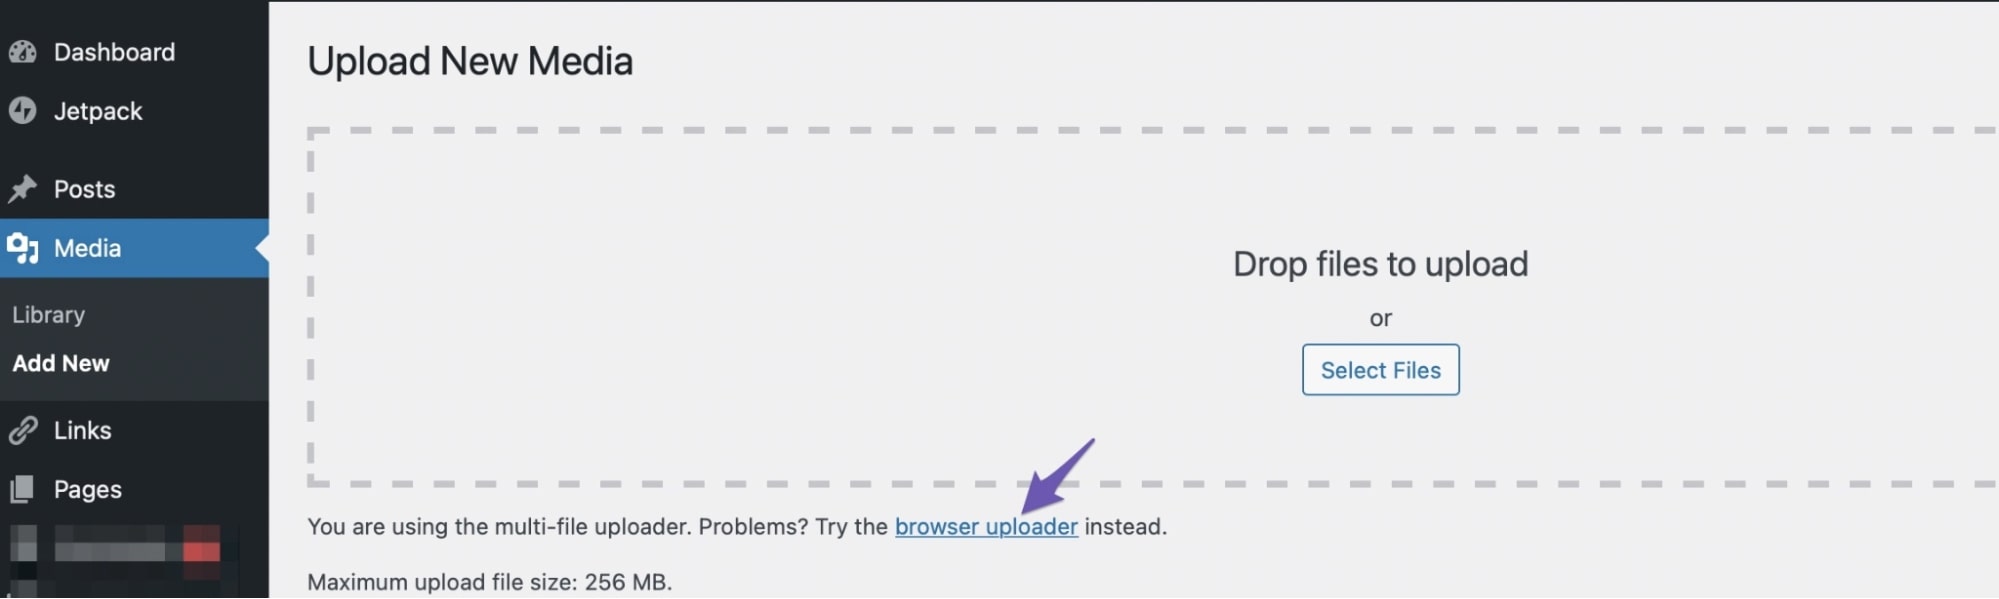 Dashboard
Jetpack
Posts
Media
Library
Add New
Links
Pages
Upload New Media
Drop files to upload
or
Select Files
You are using the multi-file uploader. Problems? Try the browser uploader instead.
Maximum upload file size: 256 MB.